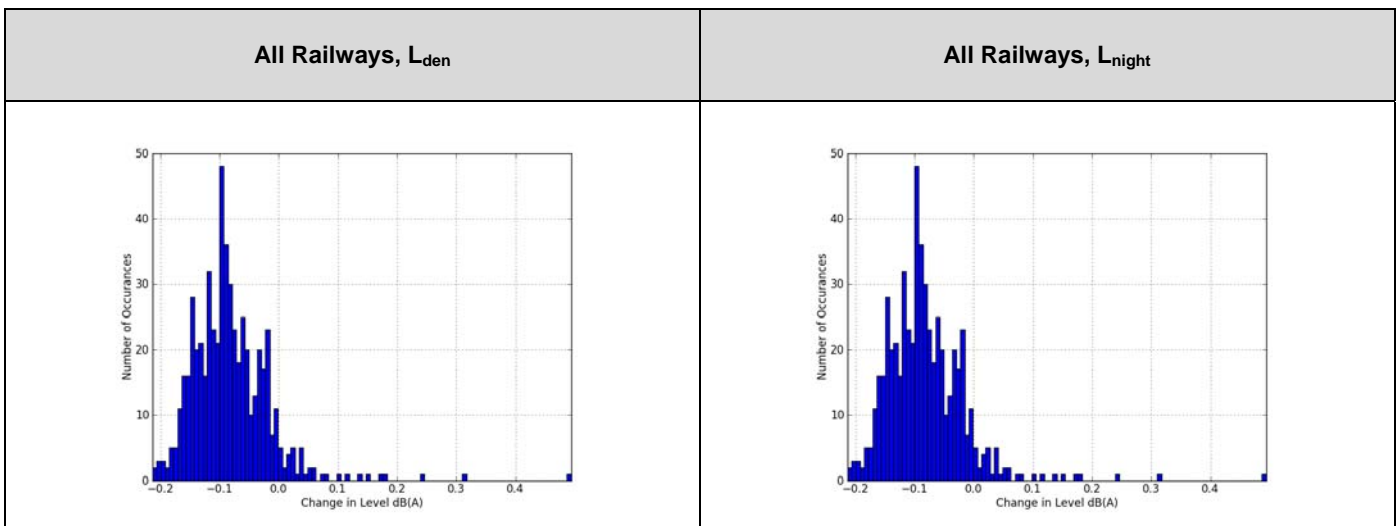 All Railways, Lden
All Railways, Lnight
50
40
30
20
10
0
Number of Occurances
−0.2 −0.1 0.0 0.1 0.2 0.3 0.4
Change in Level dB(A)
50
40
30
20
10
0
Number of Occurances
−0.2 −0.1 0.0 0.1 0.2 0.3 0.4
Change in Level dB(A)